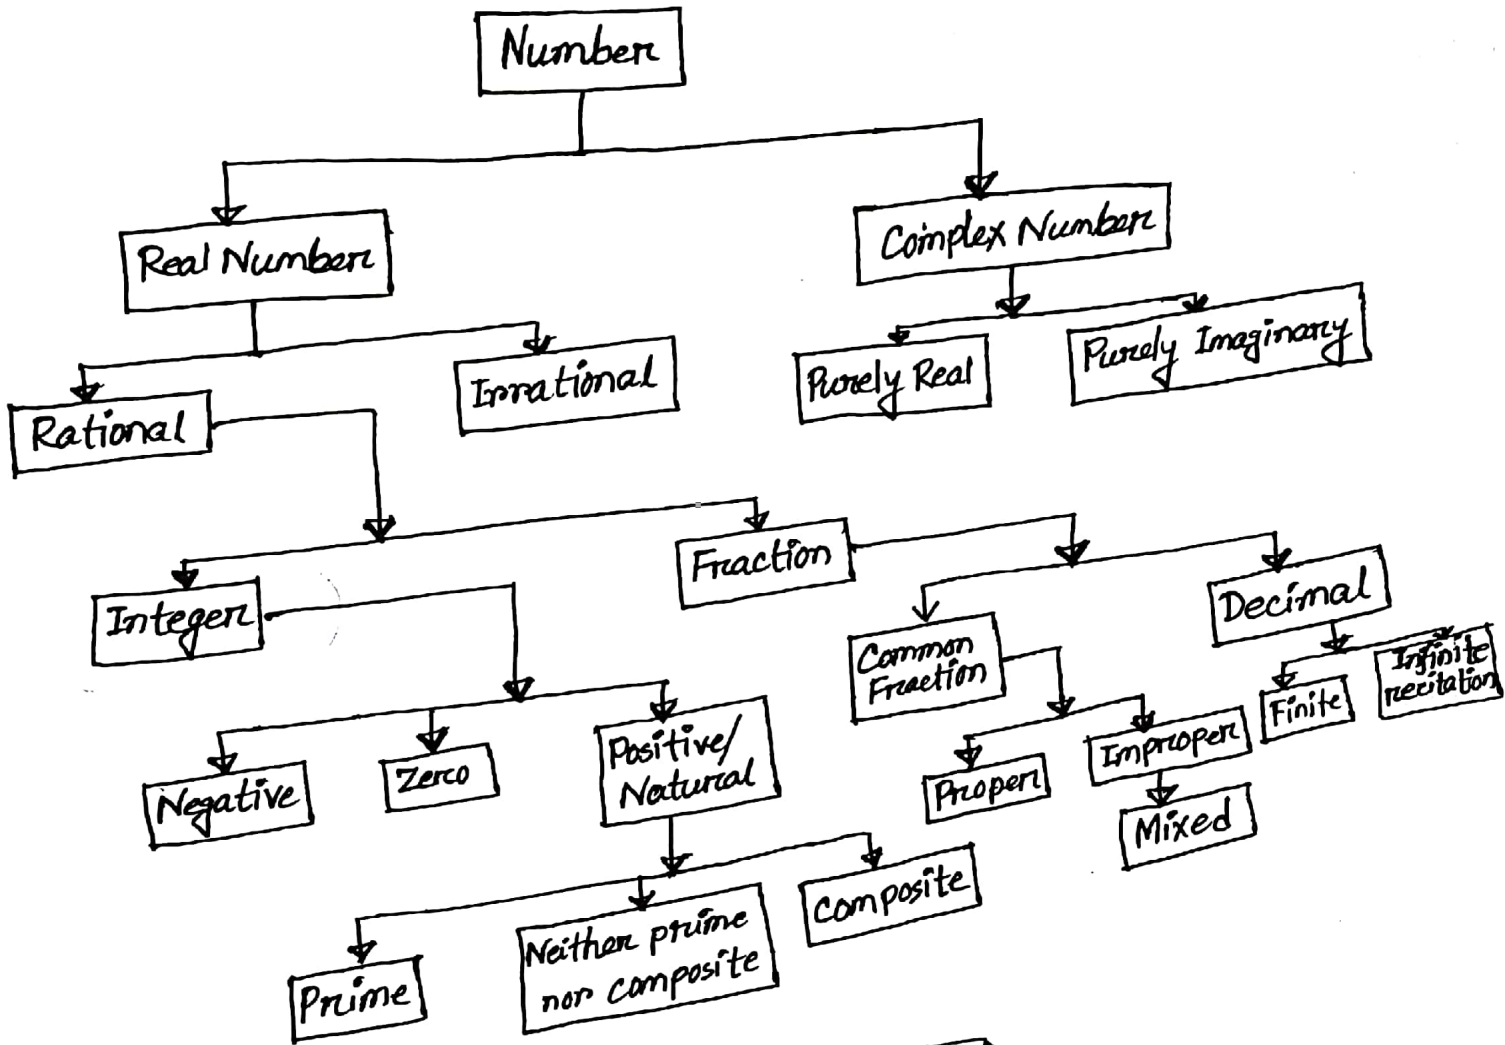 Number
Real Number
Complex Number
Rational
Irrational
Purely Real
Purely Imaginary
Integer
Fraction
Common
Fraction
Decimal
Finite
Infinite
recitation
Negative
Zero
Positive/
Natural
Proper
Improper
Mixed
Prime
Neither prime
nor composite
Composite